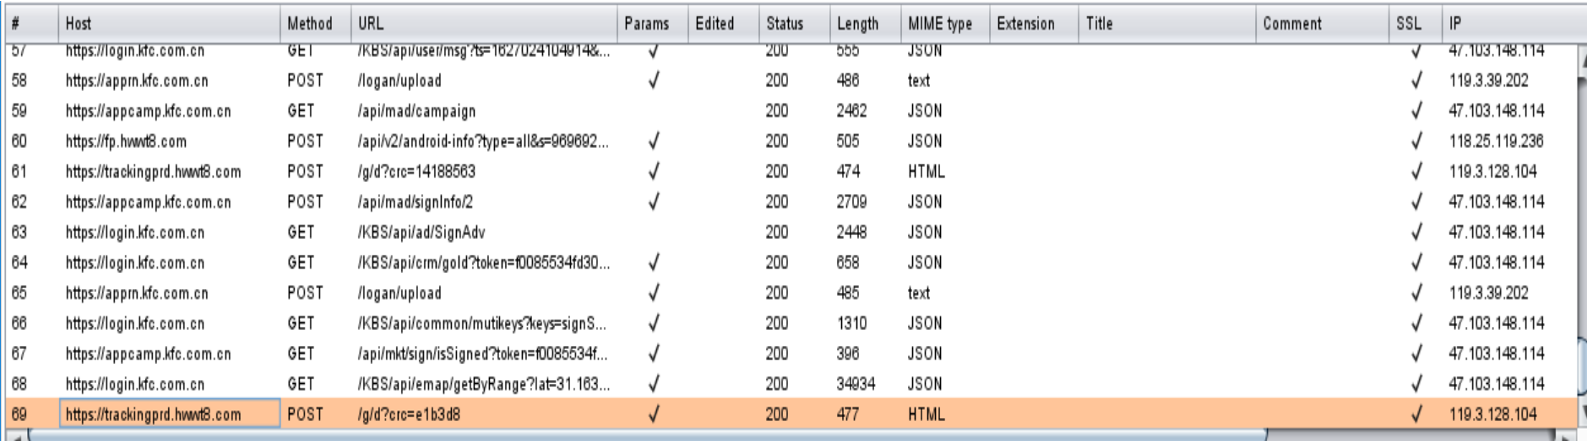 # Host Method URL Params Edited Status Length MIME type Extension Title Comment SSL IP
57 https://login.kfc.com.cn GET /KBS/api/user/msg?ts=1627024104914&... ✓ 200 555 JSON ✓ 47.103.148.114
58 https://apprn.kfc.com.cn POST /logan/upload ✓ 200 486 text ✓ 119.3.39.202
59 https://appcamp.kfc.com.cn GET /api/mad/campaign 200 2462 JSON ✓ 47.103.148.114
60 https://fp.hwwt8.com POST /api/v2/android-info?type=all&s=969692... ✓ 200 505 JSON ✓ 118.25.119.236
61 https://trackingprd.hwwt8.com POST /g/d?crc=14188563 ✓ 200 474 HTML ✓ 119.3.128.104
62 https://appcamp.kfc.com.cn POST /api/mad/signInfo/2 ✓ 200 2709 JSON ✓ 47.103.148.114
63 https://login.kfc.com.cn GET /KBS/api/ad/SignAdv 200 2448 JSON ✓ 47.103.148.114
64 https://login.kfc.com.cn GET /KBS/api/crm/gold?token=f0085534fd30... ✓ 200 658 JSON ✓ 47.103.148.114
65 https://apprn.kfc.com.cn POST /logan/upload ✓ 200 485 text ✓ 119.3.39.202
66 https://login.kfc.com.cn GET /KBS/api/common/mutikeys?keys=signS... ✓ 200 1310 JSON ✓ 47.103.148.114
67 https://appcamp.kfc.com.cn GET /api/mkt/sign/isSigned?token=f0085534f... ✓ 200 396 JSON ✓ 47.103.148.114
68 https://login.kfc.com.cn GET /KBS/api/emap/getByRange?lat=31.163... ✓ 200 34934 JSON ✓ 47.103.148.114
69 https://trackingprd.hwwt8.com POST /g/d?crc=e1b3d8 ✓ 200 477 HTML ✓ 119.3.128.104